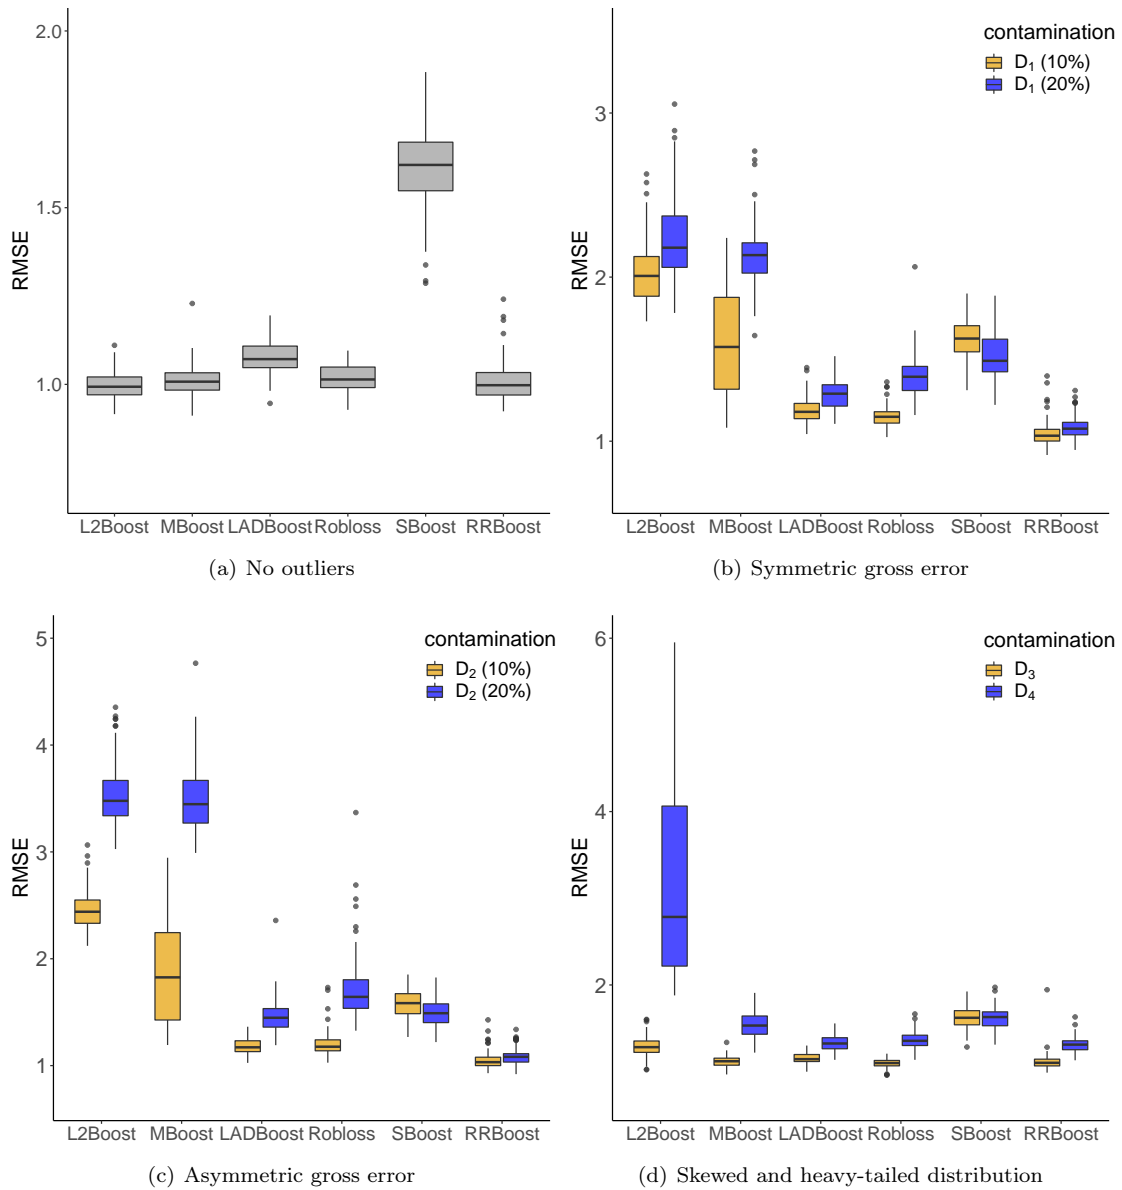 2.0
1.5
1.0
RMSE
L2Boost MBoost LADBoost Robloss SBoost RRBoost
(a) No outliers
contamination
D₁ (10%)
D₁ (20%)
3
2
1
RMSE
L2Boost MBoost LADBoost Robloss SBoost RRBoost
(b) Symmetric gross error
contamination
D₂ (10%)
D₂ (20%)
5
4
3
2
1
RMSE
L2Boost MBoost LADBoost Robloss SBoost RRBoost
(c) Asymmetric gross error
contamination
D₃
D₄
6
4
2
RMSE
L2Boost MBoost LADBoost Robloss SBoost RRBoost
(d) Skewed and heavy-tailed distribution